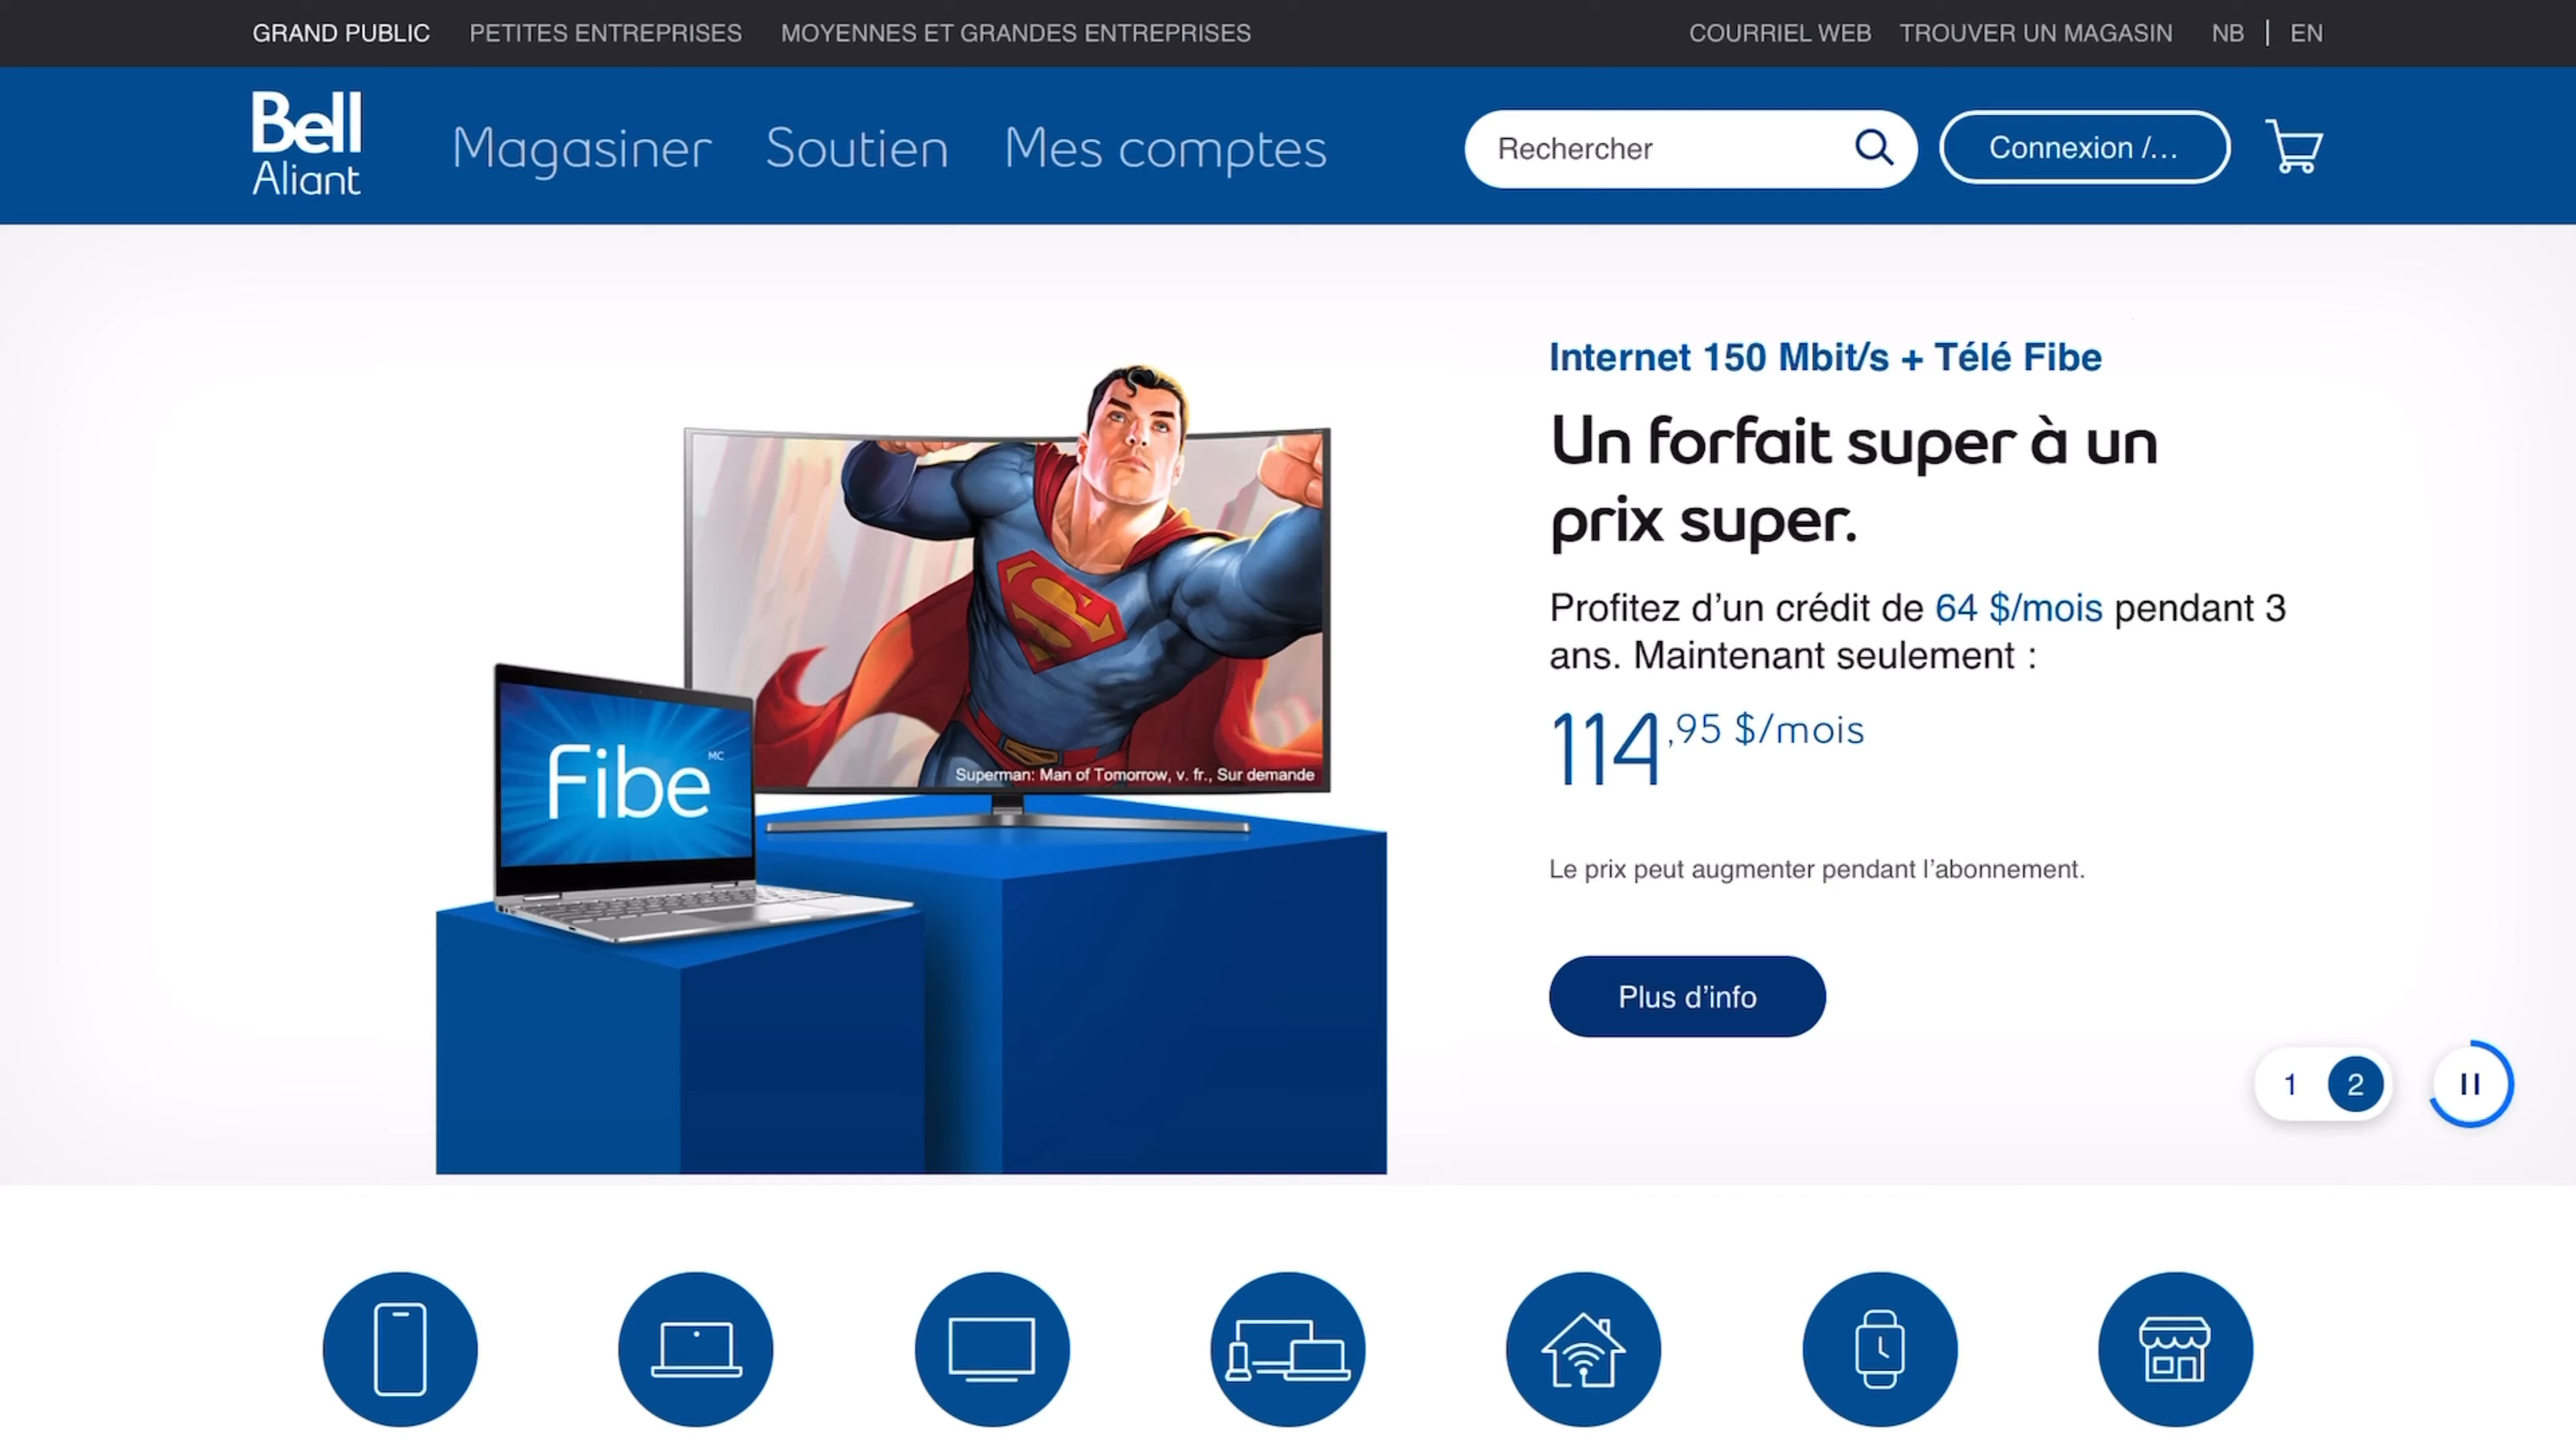 GRAND PUBLIC PETITES ENTREPRISES MOYENNES ET GRANDES ENTREPRISES COURRIEL WEB TROUVER UN MAGASIN NB | EN
Bell
Aliant
Magasiner Soutien Mes comptes Rechercher Connexion /...
Internet 150 Mbit/s + Télé Fibe
Un forfait super à un
prix super.
Profitez d’un crédit de 64 $/mois pendant 3
ans. Maintenant seulement :
114,95 $/mois
Fibe MC
Superman: Man of Tomorrow, v. fr., Sur demande
Le prix peut augmenter pendant l’abonnement.
Plus d’info
1 2